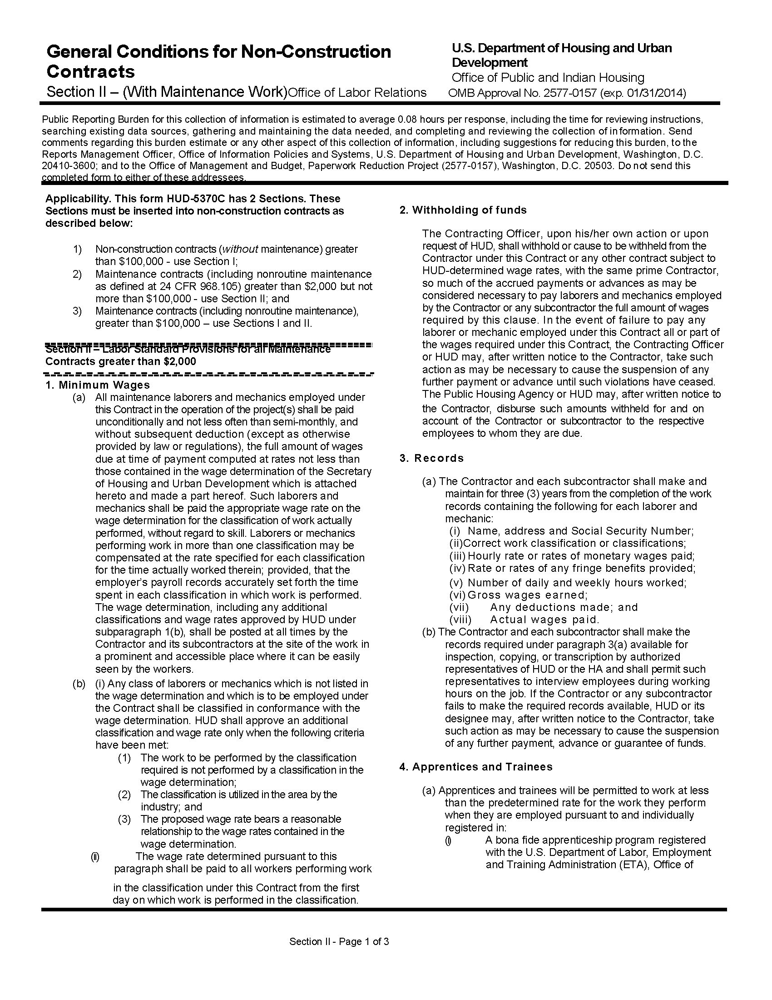 General Conditions for Non-Construction
Contracts
Section II – (With Maintenance Work)Office of Labor Relations
U.S. Department of Housing and Urban
Development
Office of Public and Indian Housing
OMB Approval No. 2577-0157 (exp. 01/31/2014)
Public Reporting Burden for this collection of information is estimated to average 0.08 hours per response, including the time for reviewing instructions,
searching existing data sources, gathering and maintaining the data needed, and completing and reviewing the collection of information. Send
comments regarding this burden estimate or any other aspect of this collection of information, including suggestions for reducing this burden, to the
Reports Management Officer, Office of Information Policies and Systems, U.S. Department of Housing and Urban Development, Washington, D.C.
20410-3600; and to the Office of Management and Budget, Paperwork Reduction Project (2577-0157), Washington, D.C. 20503. Do not send this
completed form to either of these addressees.
Applicability. This form HUD-5370C has 2 Sections. These
Sections must be inserted into non-construction contracts as
described below:
1) Non-construction contracts (without maintenance) greater
than $100,000 - use Section I;
2) Maintenance contracts (including nonroutine maintenance
as defined at 24 CFR 968.105) greater than $2,000 but not
more than $100,000 - use Section II; and
3) Maintenance contracts (including nonroutine maintenance),
greater than $100,000 – use Sections I and II.
Section II – Labor Standard Provisions for all Maintenance
Contracts greater than $2,000
1. Minimum Wages
(a) All maintenance laborers and mechanics employed under
this Contract in the operation of the project(s) shall be paid
unconditionally and not less often than semi-monthly, and
without subsequent deduction (except as otherwise
provided by law or regulations), the full amount of wages
due at time of payment computed at rates not less than
those contained in the wage determination of the Secretary
of Housing and Urban Development which is attached
hereto and made a part hereof. Such laborers and
mechanics shall be paid the appropriate wage rate on the
wage determination for the classification of work actually
performed, without regard to skill. Laborers or mechanics
performing work in more than one classification may be
compensated at the rate specified for each classification
for the time actually worked therein; provided, that the
employer’s payroll records accurately set forth the time
spent in each classification in which work is performed.
The wage determination, including any additional
classifications and wage rates approved by HUD under
subparagraph 1(b), shall be posted at all times by the
Contractor and its subcontractors at the site of the work in
a prominent and accessible place where it can be easily
seen by the workers.
(b) (i) Any class of laborers or mechanics which is not listed in
the wage determination and which is to be employed under
the Contract shall be classified in conformance with the
wage determination. HUD shall approve an additional
classification and wage rate only when the following criteria
have been met:
(1) The work to be performed by the classification
required is not performed by a classification in the
wage determination;
(2) The classification is utilized in the area by the
industry; and
(3) The proposed wage rate bears a reasonable
relationship to the wage rates contained in the
wage determination.
(ii) The wage rate determined pursuant to this
paragraph shall be paid to all workers performing work
in the classification under this Contract from the first
day on which work is performed in the classification.
2. Withholding of funds
The Contracting Officer, upon his/her own action or upon
request of HUD, shall withhold or cause to be withheld from the
Contractor under this Contract or any other contract subject to
HUD-determined wage rates, with the same prime Contractor,
so much of the accrued payments or advances as may be
considered necessary to pay laborers and mechanics employed
by the Contractor or any subcontractor the full amount of wages
required by this clause. In the event of failure to pay any
laborer or mechanic employed under this Contract all or part of
the wages required under this Contract, the Contracting Officer
or HUD may, after written notice to the Contractor, take such
action as may be necessary to cause the suspension of any
further payment or advance until such violations have ceased.
The Public Housing Agency or HUD may, after written notice to
the Contractor, disburse such amounts withheld for and on
account of the Contractor or subcontractor to the respective
employees to whom they are due.
3. Records
(a) The Contractor and each subcontractor shall make and
maintain for three (3) years from the completion of the work
records containing the following for each laborer and
mechanic:
(i) Name, address and Social Security Number;
(ii)Correct work classification or classifications;
(iii) Hourly rate or rates of monetary wages paid;
(iv) Rate or rates of any fringe benefits provided;
(v) Number of daily and weekly hours worked;
(vi) Gross wages earned;
(vii) Any deductions made; and
(viii) Actual wages paid.
(b) The Contractor and each subcontractor shall make the
records required under paragraph 3(a) available for
inspection, copying, or transcription by authorized
representatives of HUD or the HA and shall permit such
representatives to interview employees during working
hours on the job. If the Contractor or any subcontractor
fails to make the required records available, HUD or its
designee may, after written notice to the Contractor, take
such action as may be necessary to cause the suspension
of any further payment, advance or guarantee of funds.
4. Apprentices and Trainees
(a) Apprentices and trainees will be permitted to work at less
than the predetermined rate for the work they perform
when they are employed pursuant to and individually
registered in:
(i) A bona fide apprenticeship program registered
with the U.S. Department of Labor, Employment
and Training Administration (ETA), Office of
Section II - Page 1 of 3